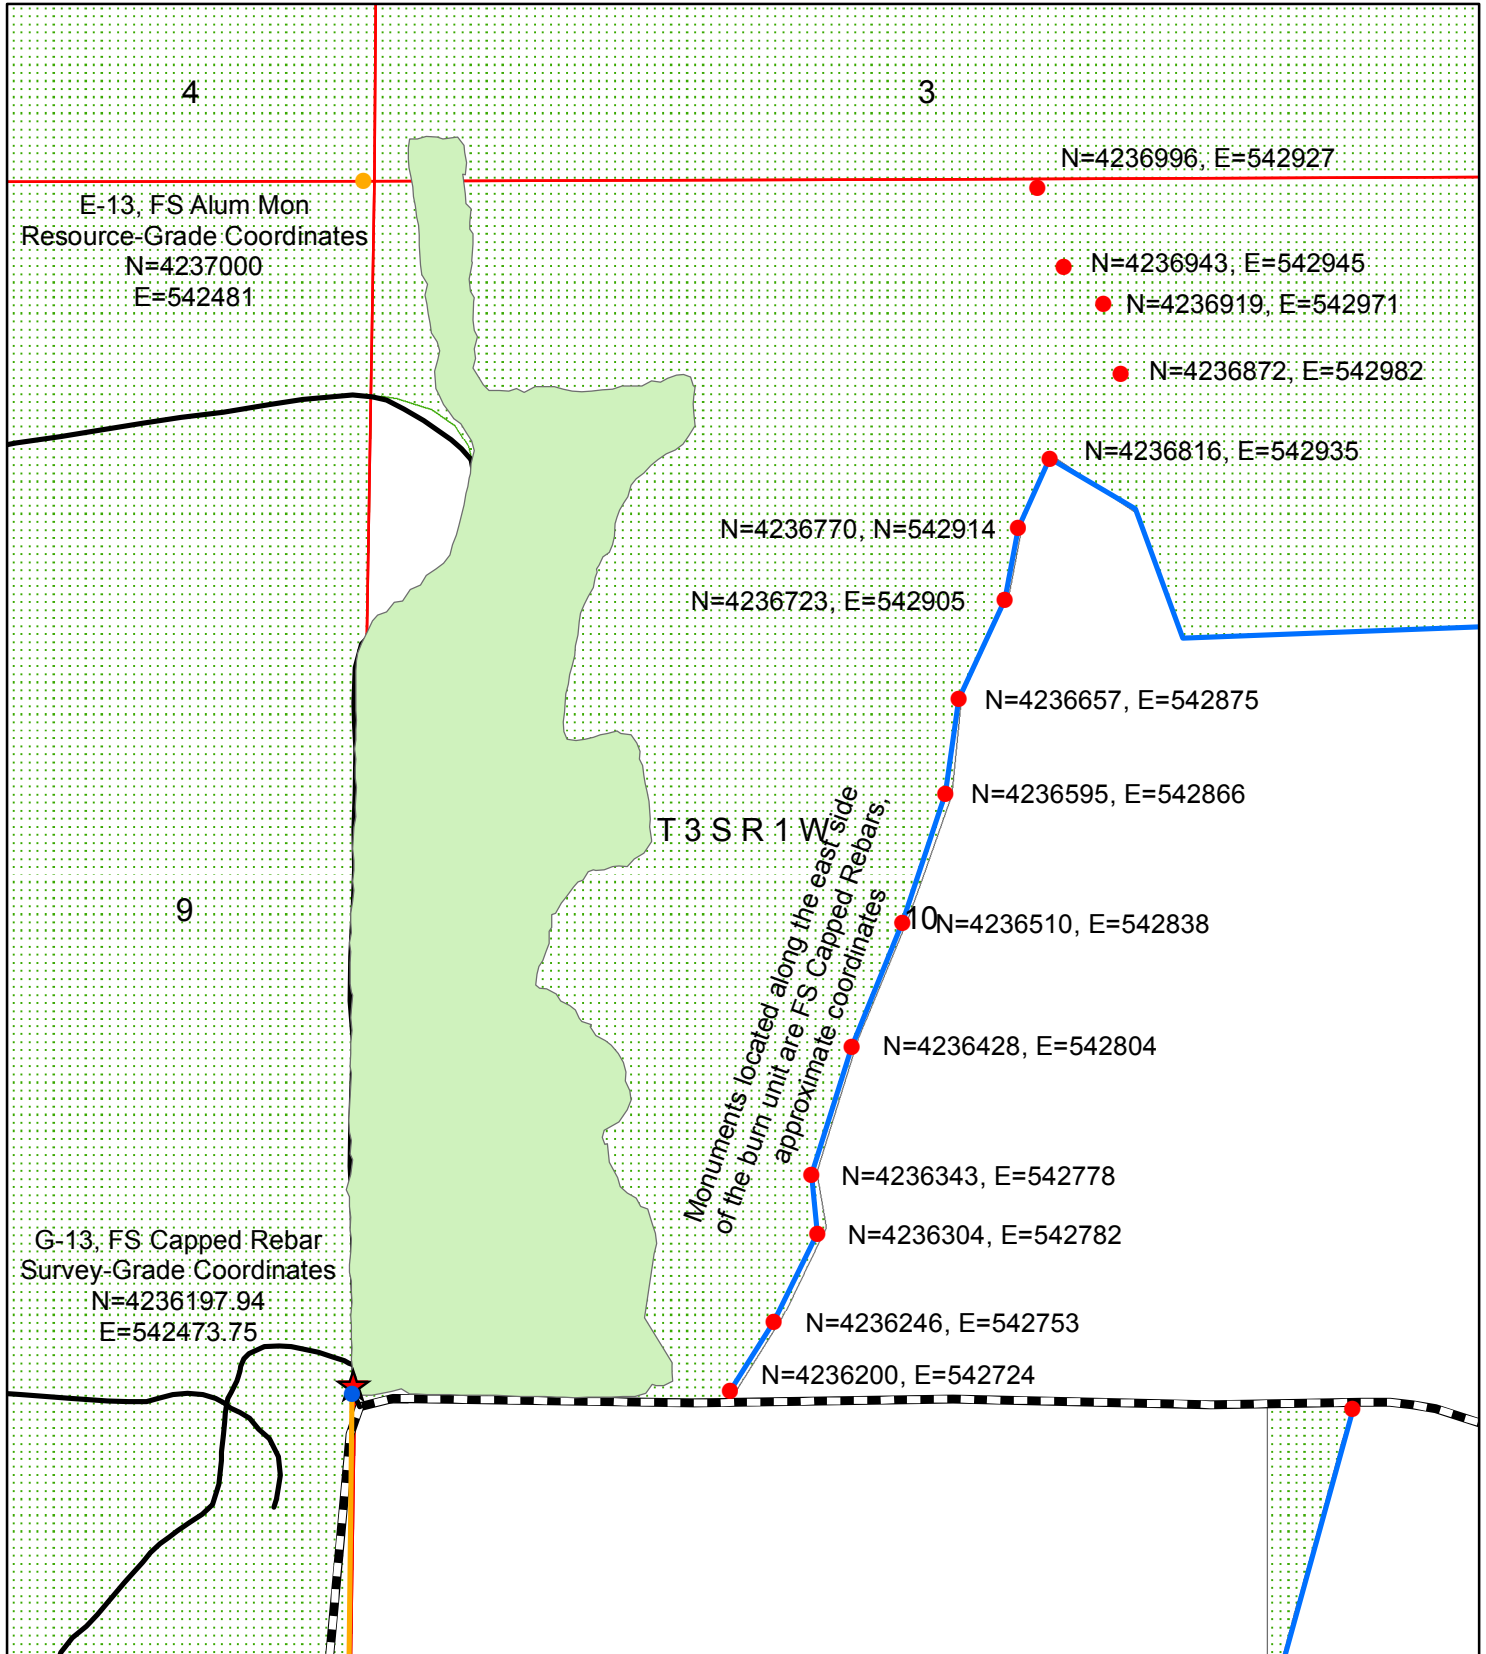 4
3
N=4236996, E=542927
E-13, FS Alum Mon
Resource-Grade Coordinates
N=4237000
E=542481
N=4236943, E=542945
N=4236919, E=542971
N=4236872, E=542982
N=4236816, E=542935
N=4236770, N=542914
N=4236723, E=542905
N=4236657, E=542875
N=4236595, E=542866
T 3 S R 1 W
9
10
N=4236510, E=542838
Monuments located along the east side
of the burn unit are FS Capped Rebars,
approximate coordinates
N=4236428, E=542804
N=4236343, E=542778
N=4236304, E=542782
G-13, FS Capped Rebar
Survey-Grade Coordinates
N=4236197.94
E=542473.75
N=4236246, E=542753
N=4236200, E=542724